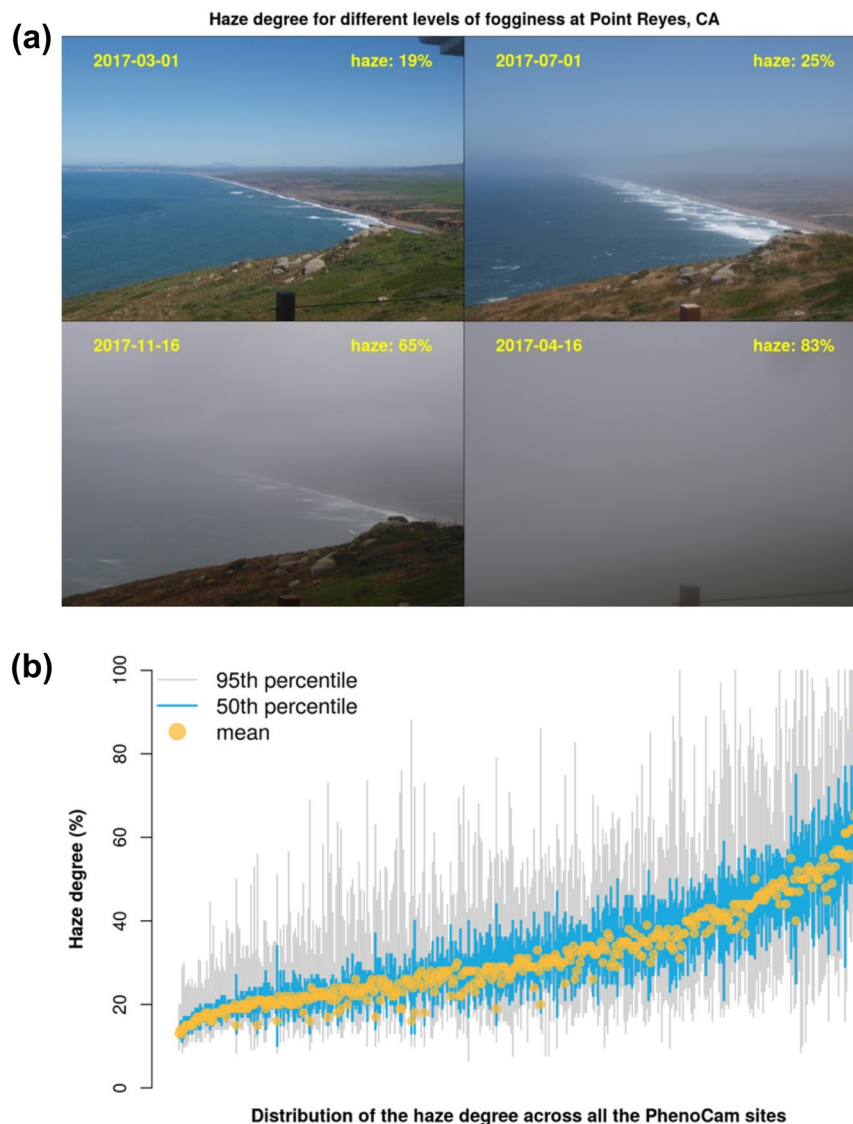 Haze degree for different levels of fogginess at Point Reyes, CA
(a)
2017-03-01 haze: 19%
2017-07-01 haze: 25%
2017-11-16 haze: 65%
2017-04-16 haze: 83%
(b)
100
80
60
40
20
0
Haze degree (%)
95th percentile
50th percentile
mean
Distribution of the haze degree across all the PhenoCam sites